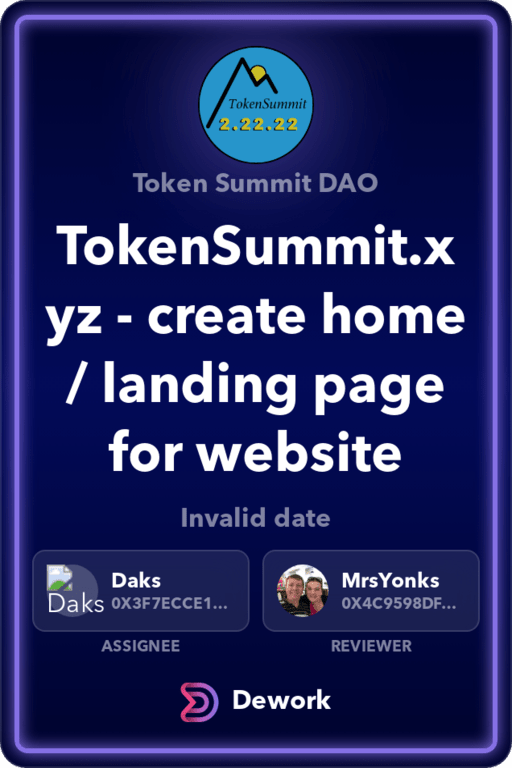 TokenSummit
2.22.22
Token Summit DAO
TokenSummit.x
yz - create home
/ landing page
for website
Invalid date
Daks
Daks
0X3F7ECCE1...
ASSIGNEE
MrsYonks
0X4C9598DF...
REVIEWER
Dework